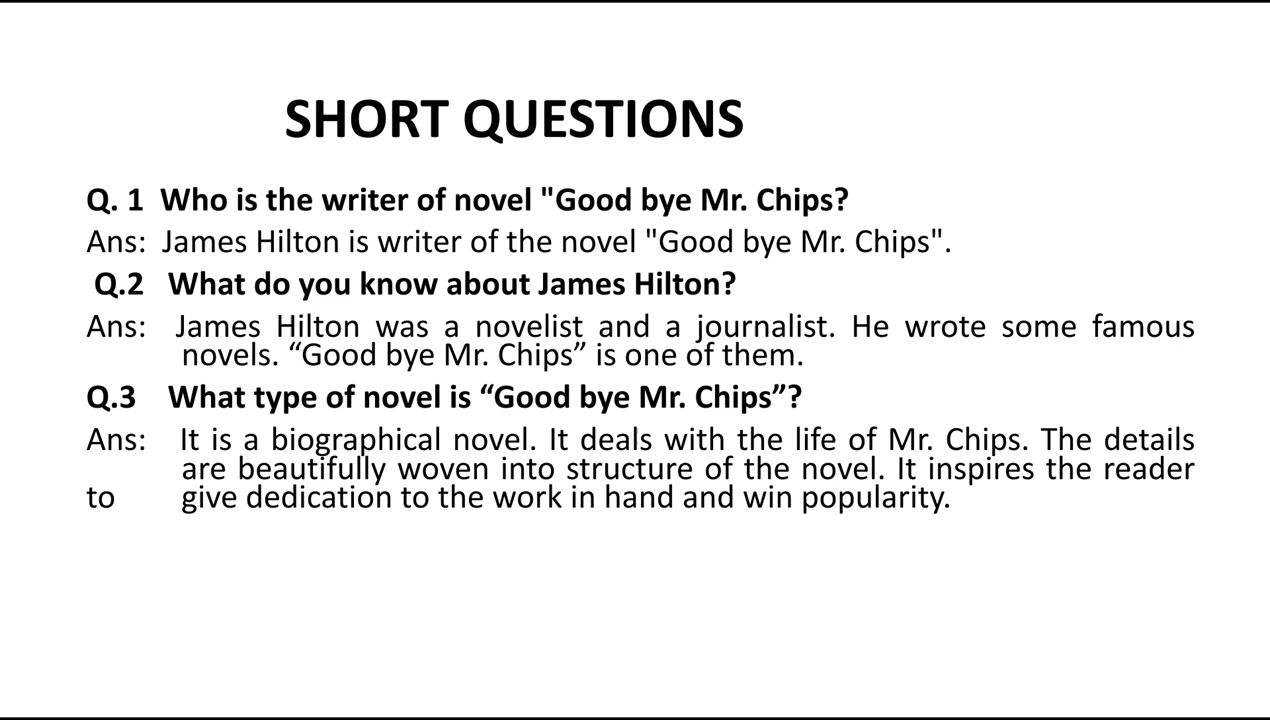 SHORT QUESTIONS
Q. 1 Who is the writer of novel "Good bye Mr. Chips?
Ans: James Hilton is writer of the novel "Good bye Mr. Chips".
Q.2 What do you know about James Hilton?
Ans: James Hilton was a novelist and a journalist. He wrote some famous
novels. “Good bye Mr. Chips” is one of them.
Q.3 What type of novel is “Good bye Mr. Chips”?
Ans: It is a biographical novel. It deals with the life of Mr. Chips. The details
are beautifully woven into structure of the novel. It inspires the reader
to give dedication to the work in hand and win popularity.